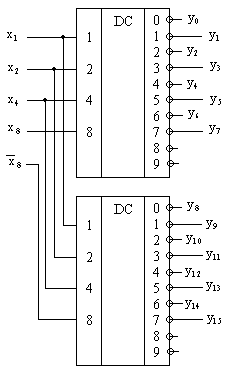 DC
x₁ 1 0 y₀
1 y₁
x₂ 2 2 y₂
3 y₃
x₄ 4 4 y₄
5 y₅
x₈ 8 6 y₆
7 y₇
x̅₈ 8
9
DC
0 y₈
1 1 y₉
2 y₁₀
2 3 y₁₁
4 y₁₂
4 5 y₁₃
6 y₁₄
8 7 y₁₅
8
9